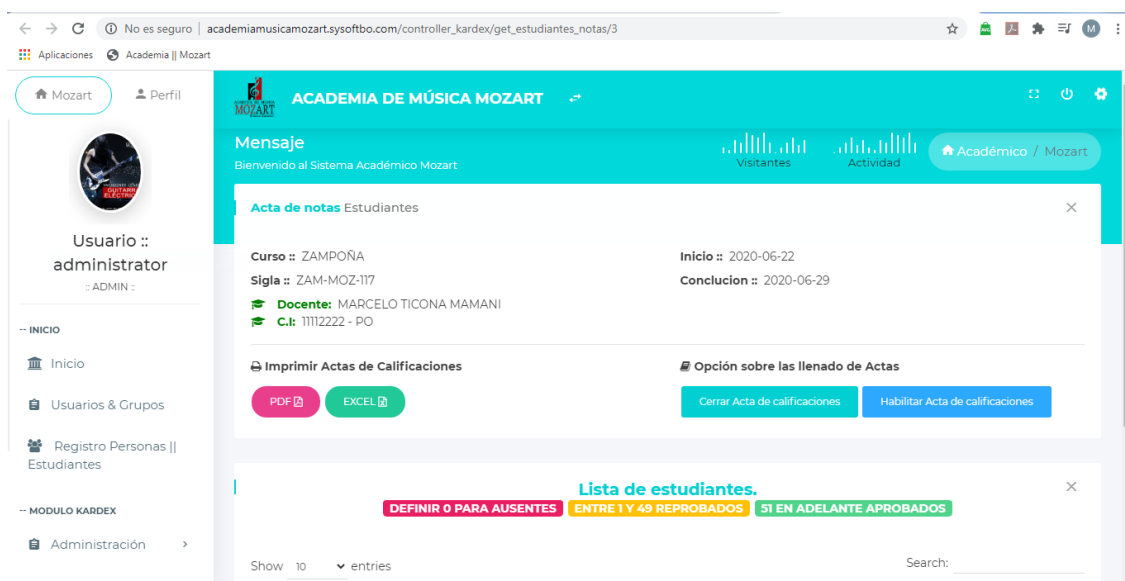 No es seguro | academiamusicamozart.sysoftbo.com/controller_kardex/get_estudiantes_notas/3
M
Aplicaciones Academia || Mozart
Mozart Perfil
MOZART
ACADEMIA DE MÚSICA MOZART
Mensaje
Bienvenido al Sistema Académico Mozart
Visitantes Actividad
Académico / Mozart
GUITARRA
Usuario ::
administrator
:: ADMIN ::
-- INICIO
Inicio
Usuarios & Grupos
Registro Personas ||
Estudiantes
-- MODULO KARDEX
Administración >
Acta de notas Estudiantes
Curso :: ZAMPOÑA
Sigla :: ZAM-MOZ-117
Docente: MARCELO TICONA MAMANI
C.I: 11112222 - PO
Inicio :: 2020-06-22
Conclucion :: 2020-06-29
Imprimir Actas de Calificaciones
PDF EXCEL
Opción sobre las llenado de Actas
Cerrar Acta de calificaciones Habilitar Acta de calificaciones
Lista de estudiantes.
DEFINIR 0 PARA AUSENTES ENTRE 1 Y 49 REPROBADOS 51 EN ADELANTE APROBADOS
Show 10 entries
Search: